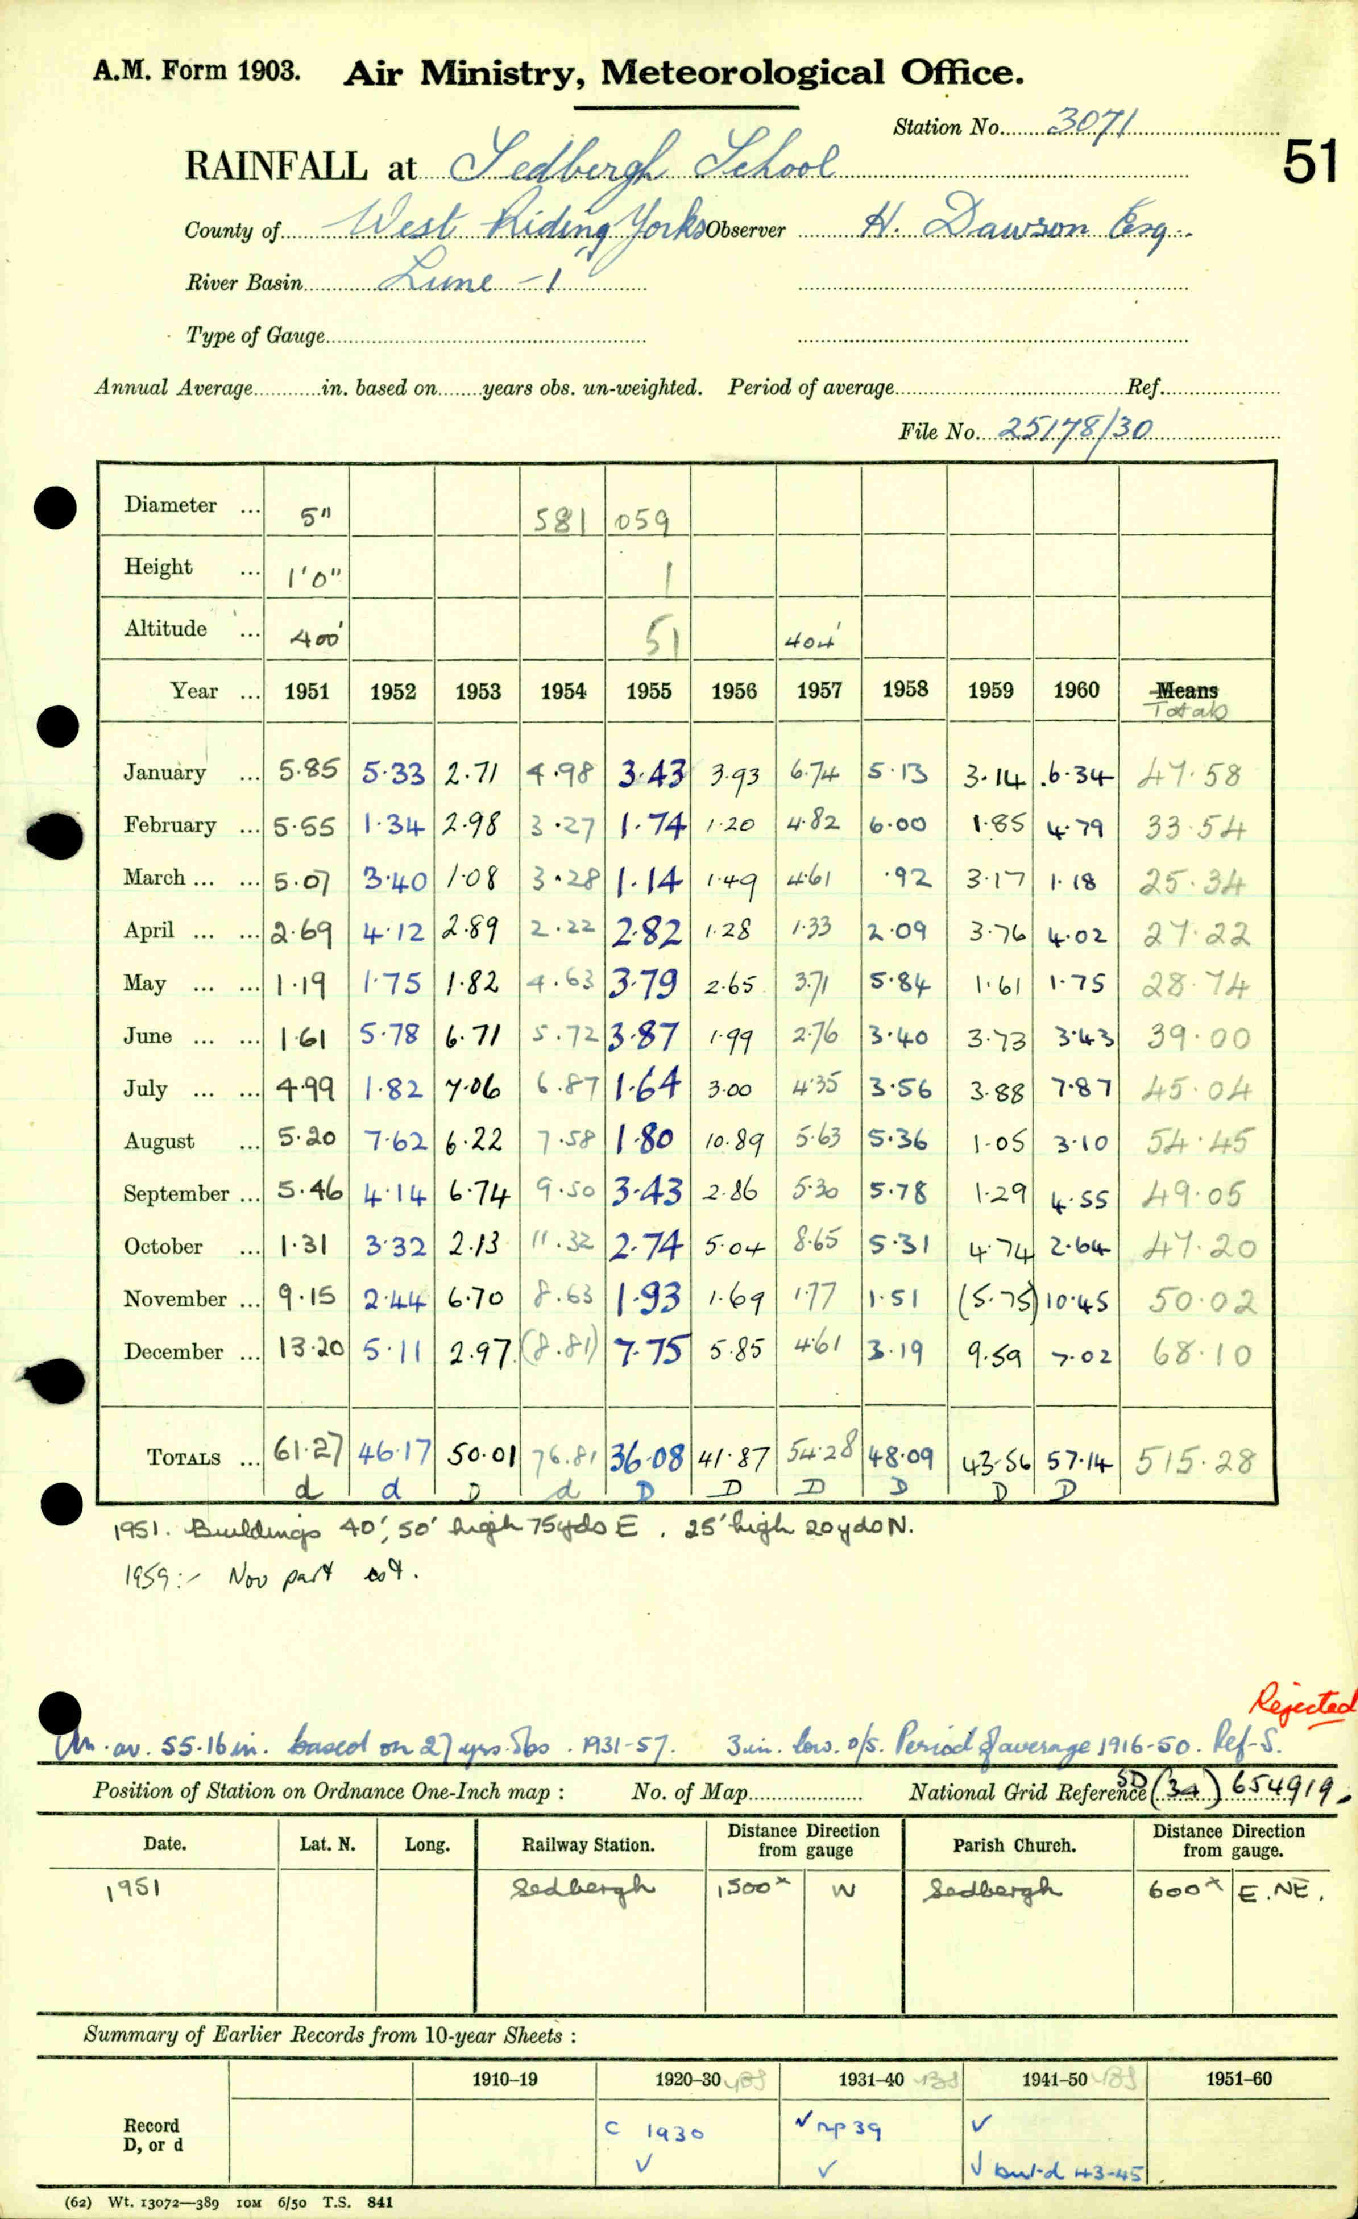 A.M. Form 1903. Air Ministry, Meteorological Office.
Station No. 3071
RAINFALL at Sedbergh School
51
County of West Riding Yorks Observer H. Dawson Esq.
River Basin Lune -1
Type of Gauge
Annual Average in. based on years obs. un-weighted. Period of average Ref.
File No. 25178/30
Diameter ... 5" 581 059
Height ... 1'0" 1
Altitude ... 400' 51 404'
Year ... 1951 1952 1953 1954 1955 1956 1957 1958 1959 1960 Means
Totals
January ... 5.85 5.33 2.71 4.98 3.43 3.93 6.74 5.13 3.14 6.34 47.58
February ... 5.55 1.34 2.98 3.27 1.74 1.20 4.82 6.00 1.85 4.79 33.54
March ... ... 5.07 3.40 1.08 3.28 1.14 1.49 4.61 .92 3.17 1.18 25.34
April ... ... 2.69 4.12 2.89 2.22 2.82 1.28 1.33 2.09 3.76 4.02 27.22
May ... ... 1.19 1.75 1.82 4.63 3.79 2.65 3.71 5.84 1.61 1.75 28.74
June ... ... 1.61 5.78 6.71 5.72 3.87 1.99 2.76 3.40 3.73 3.43 39.00
July ... ... 4.99 1.82 7.06 6.87 1.64 3.00 4.35 3.56 3.88 7.87 45.04
August ... 5.20 7.62 6.22 7.58 1.80 10.89 5.63 5.36 1.05 3.10 54.45
September ... 5.46 4.14 6.74 9.50 3.43 2.86 5.30 5.78 1.29 4.55 49.05
October ... 1.31 3.32 2.13 11.32 2.74 5.04 8.65 5.31 4.74 2.64 47.20
November ... 9.15 2.44 6.70 8.63 1.93 1.69 1.77 1.51 (5.75) 10.45 50.02
December ... 13.20 5.11 2.97 (8.81) 7.75 5.85 4.61 3.19 9.59 7.02 68.10
TOTALS ... 61.27 46.17 50.01 76.81 36.08 41.87 54.28 48.09 43.56 57.14 515.28
d d D d D D D D D D
1951. Buildings 40', 50' high 75yds E. 25' high 20yds N.
1959:- Nov part est.
Rejected
An. av. 55.16 in. based on 27 yrs. obs. 1931-57. 3 in. low. o/s. Period of average 1916-50. Ref-S.
Position of Station on Ordnance One-Inch map : No. of Map National Grid Reference SD (34) 654919.
Date. Lat. N. Long. Railway Station. Distance from Direction gauge Parish Church. Distance from Direction gauge.
1951 Sedbergh 1,500x W Sedbergh 600x E.NE.
Summary of Earlier Records from 10-year Sheets :
1910–19 1920–30 1931–40 1941–50 1951–60
Record D, or d
C 1930 ✓ np 39 ✓
✓ ✓ ✓ but d 43-45
(62) Wt. 13072—389 10M 6/50 T.S. 841